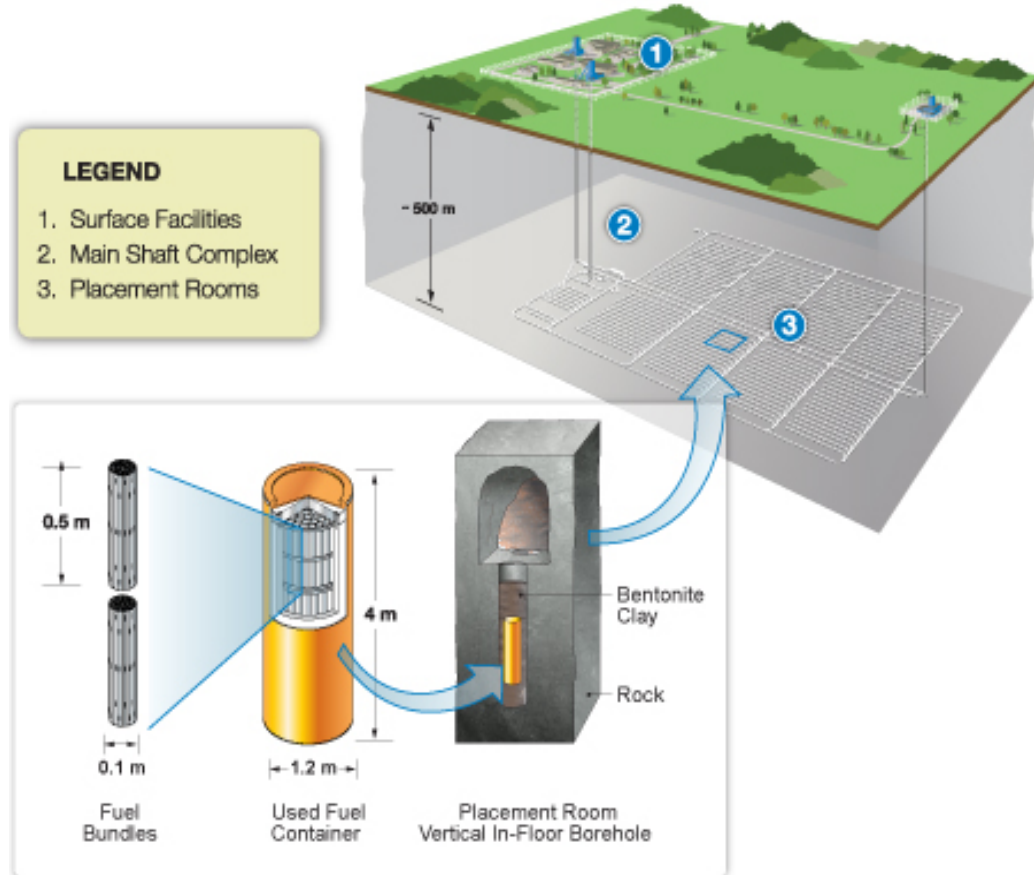 LEGEND
1. Surface Facilities
2. Main Shaft Complex
3. Placement Rooms
1
~ 500 m
2
3
0.5 m
4 m
Bentonite
Clay
Rock
0.1 m
1.2 m
Fuel
Bundles
Used Fuel
Container
Placement Room
Vertical In-Floor Borehole